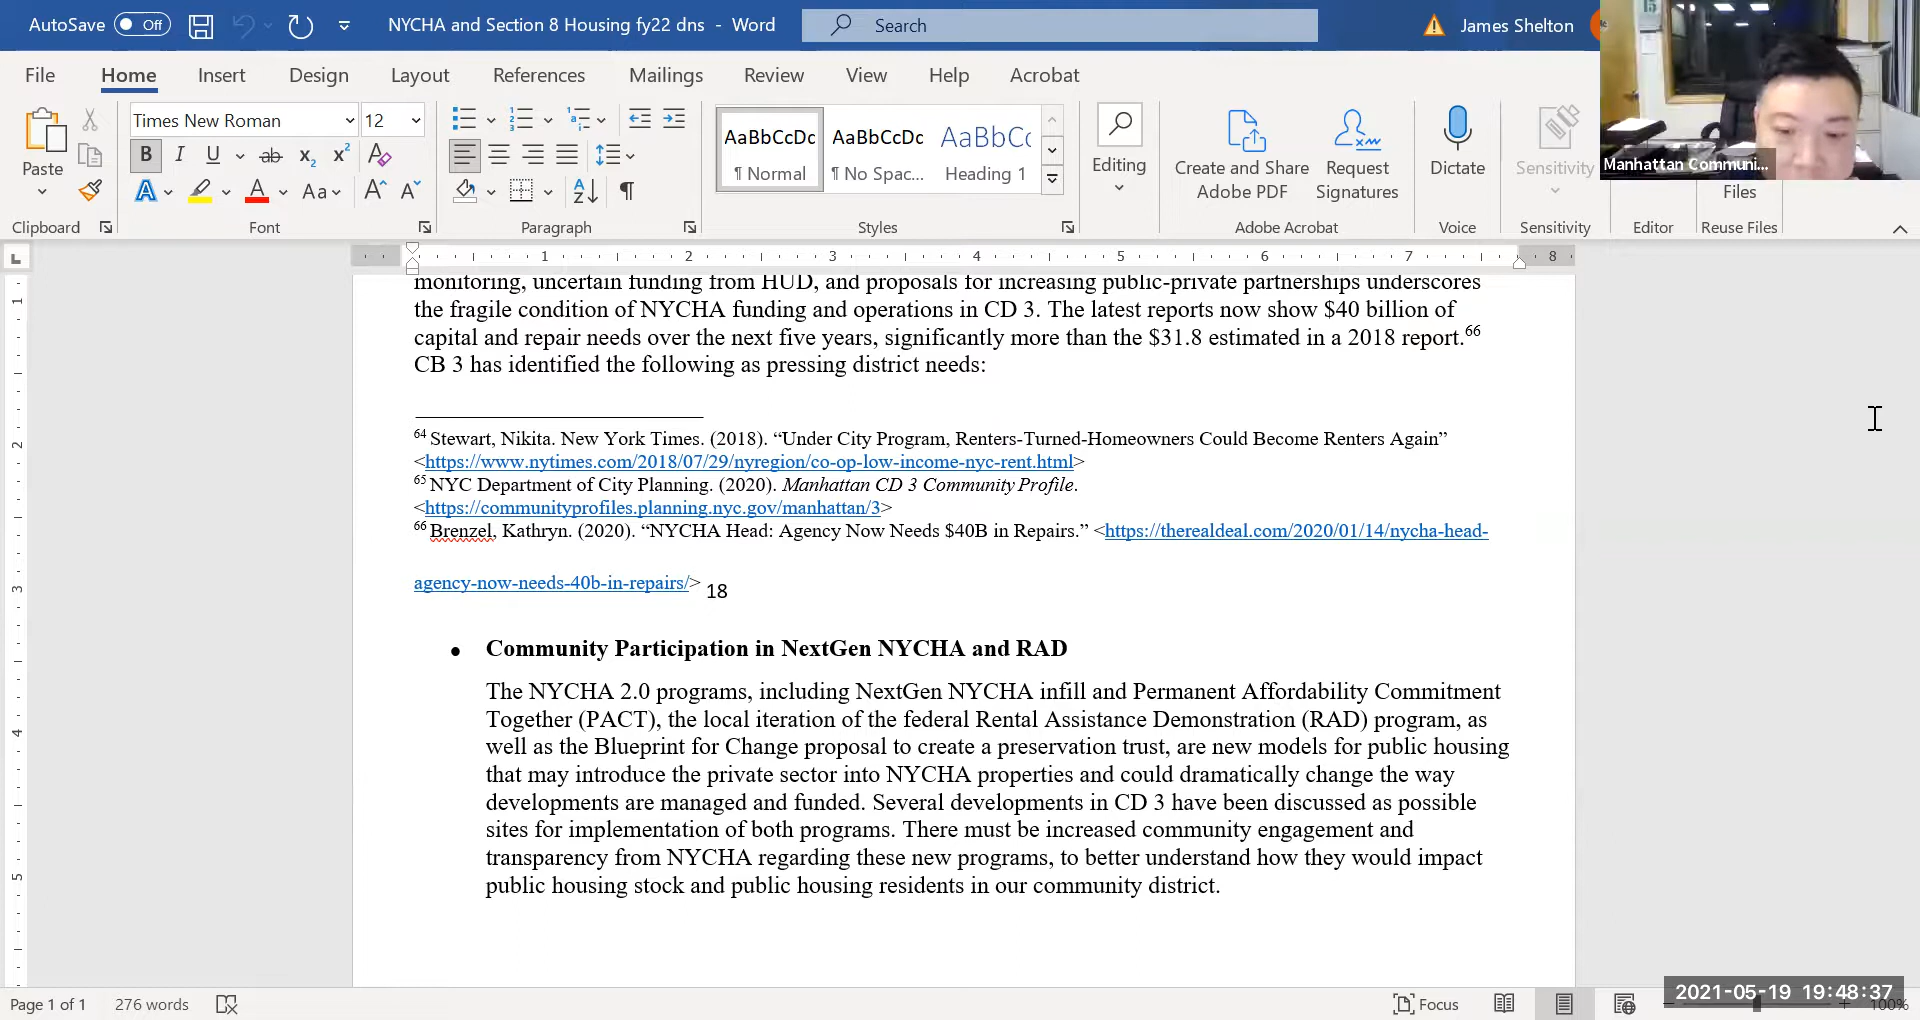 AutoSave Off NYCHA and Section 8 Housing fy22 dns - Word Search James Shelton
File Home Insert Design Layout References Mailings Review View Help Acrobat
Times New Roman 12
AaBbCcDc AaBbCcDc AaBbCc
Paste B I U ab x2 x2 A
¶ Normal ¶ No Spac... Heading 1
Editing
Create and Share Adobe PDF
Request Signatures
Dictate
Sensitivity
Manhattan Communi...
Files
Clipboard Font Paragraph Styles Adobe Acrobat Voice Sensitivity Editor Reuse Files
1 2 3 4 5 6 7 8
monitoring, uncertain funding from HUD, and proposals for increasing public-private partnerships underscores
the fragile condition of NYCHA funding and operations in CD 3. The latest reports now show $40 billion of
capital and repair needs over the next five years, significantly more than the $31.8 estimated in a 2018 report.66
CB 3 has identified the following as pressing district needs:
64 Stewart, Nikita. New York Times. (2018). “Under City Program, Renters-Turned-Homeowners Could Become Renters Again”
<https://www.nytimes.com/2018/07/29/nyregion/co-op-low-income-nyc-rent.html>
65 NYC Department of City Planning. (2020). Manhattan CD 3 Community Profile.
<https://communityprofiles.planning.nyc.gov/manhattan/3>
66 Brenzel, Kathryn. (2020). “NYCHA Head: Agency Now Needs $40B in Repairs.” <https://therealdeal.com/2020/01/14/nycha-head-
agency-now-needs-40b-in-repairs/> 18
• Community Participation in NextGen NYCHA and RAD
The NYCHA 2.0 programs, including NextGen NYCHA infill and Permanent Affordability Commitment
Together (PACT), the local iteration of the federal Rental Assistance Demonstration (RAD) program, as
well as the Blueprint for Change proposal to create a preservation trust, are new models for public housing
that may introduce the private sector into NYCHA properties and could dramatically change the way
developments are managed and funded. Several developments in CD 3 have been discussed as possible
sites for implementation of both programs. There must be increased community engagement and
transparency from NYCHA regarding these new programs, to better understand how they would impact
public housing stock and public housing residents in our community district.
Page 1 of 1 276 words Focus 100%
2021-05-19 19:48:37